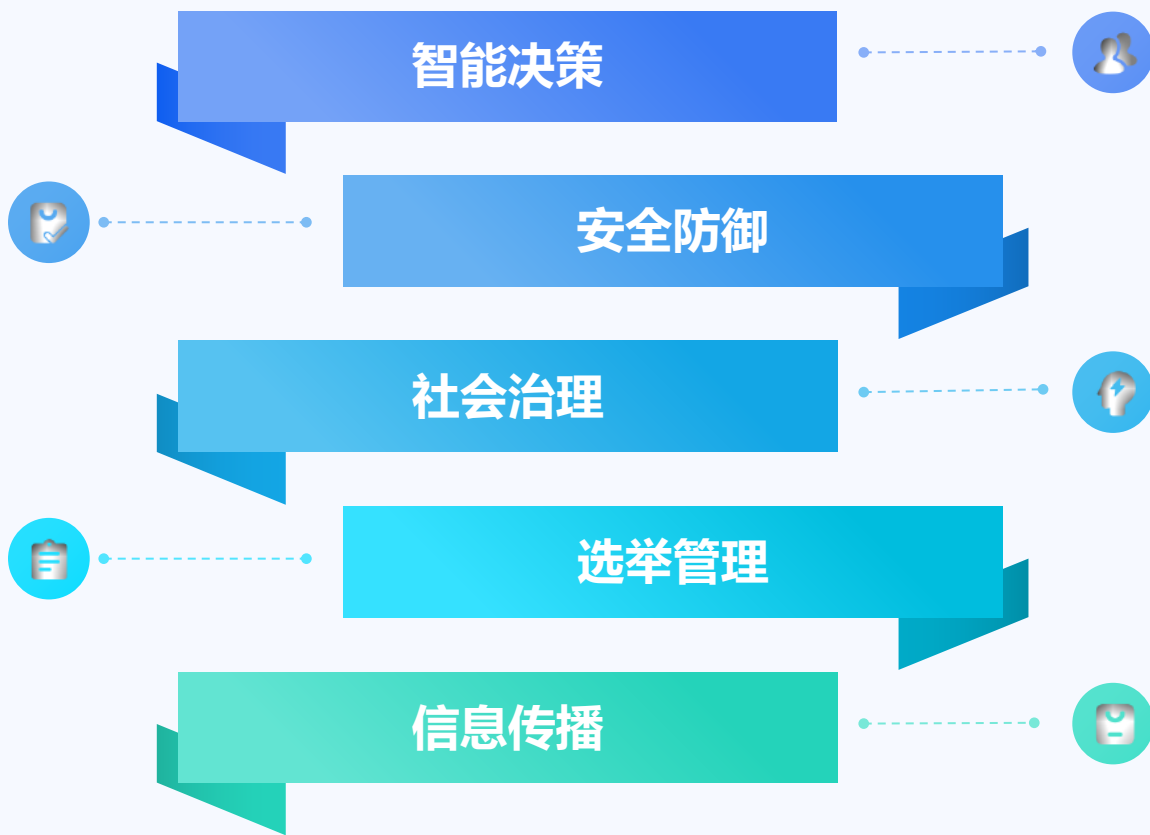 智能决策
安全防御
社会治理
选举管理
信息传播